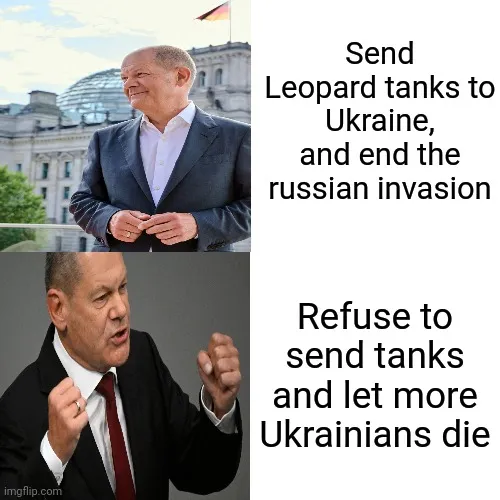 Send
Leopard tanks to
Ukraine,
and end the
russian invasion
Refuse to
send tanks
and let more
Ukrainians die
imgflip.com